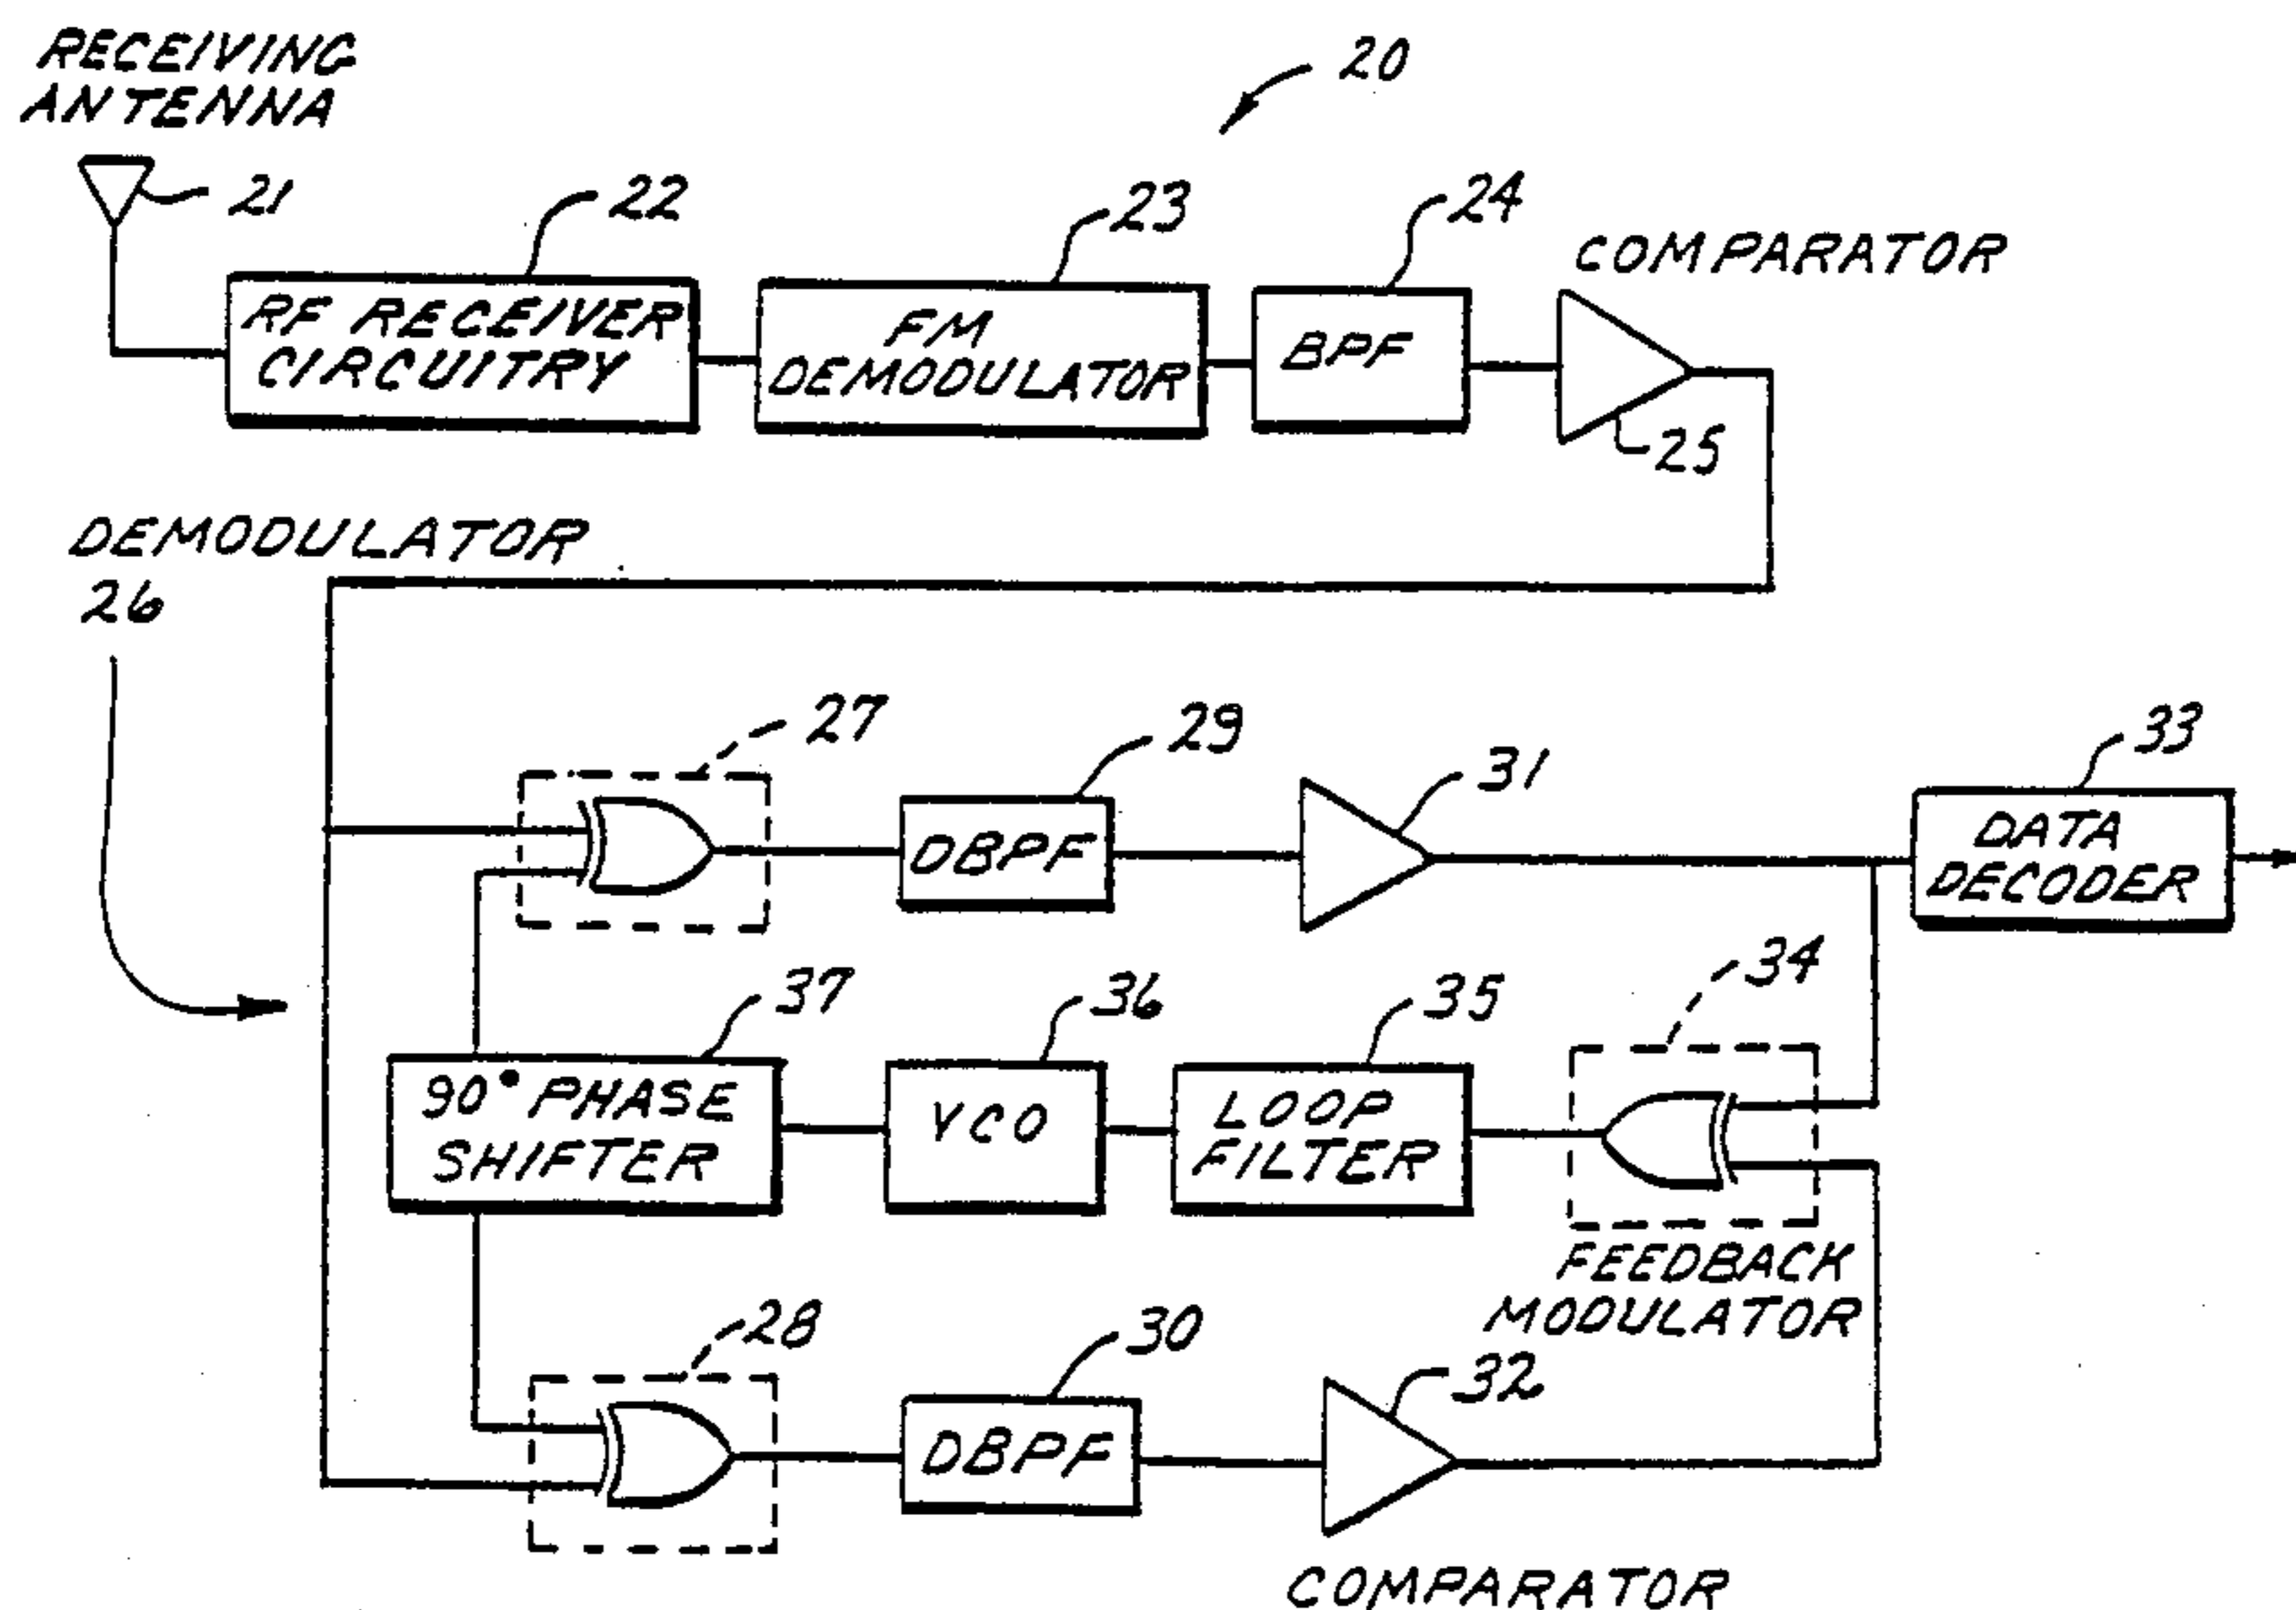 RECEIVING
ANTENNA
20
21
22
23
24
COMPARATOR
RF RECEIVER
CIRCUITRY
FM
DEMODULATOR
BPF
25
DEMODULATOR
26
27
29
31
33
DBPF
DATA
DECODER
37
36
35
34
90° PHASE
SHIFTER
VCO
LOOP
FILTER
FEEDBACK
MODULATOR
28
30
32
DBPF
COMPARATOR